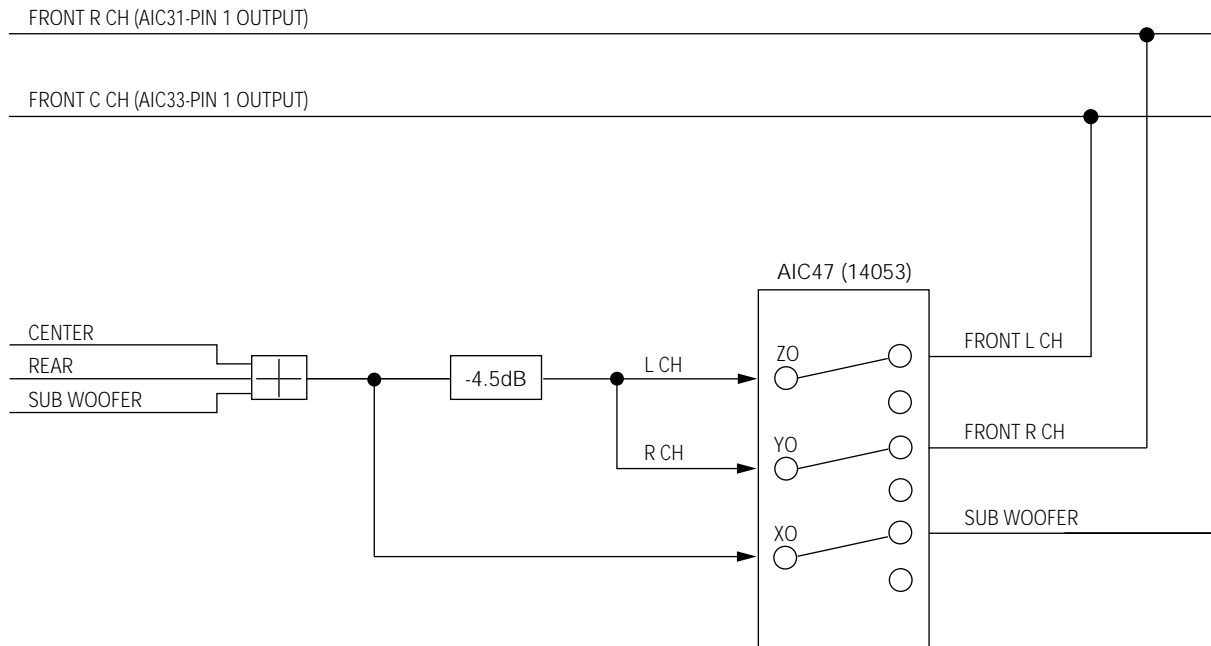 FRONT R CH (AIC31-PIN 1 OUTPUT)
FRONT C CH (AIC33-PIN 1 OUTPUT)
AIC47 (14053)
CENTER
REAR
SUB WOOFER
-4.5dB
L CH
R CH
ZO
YO
XO
FRONT L CH
FRONT R CH
SUB WOOFER